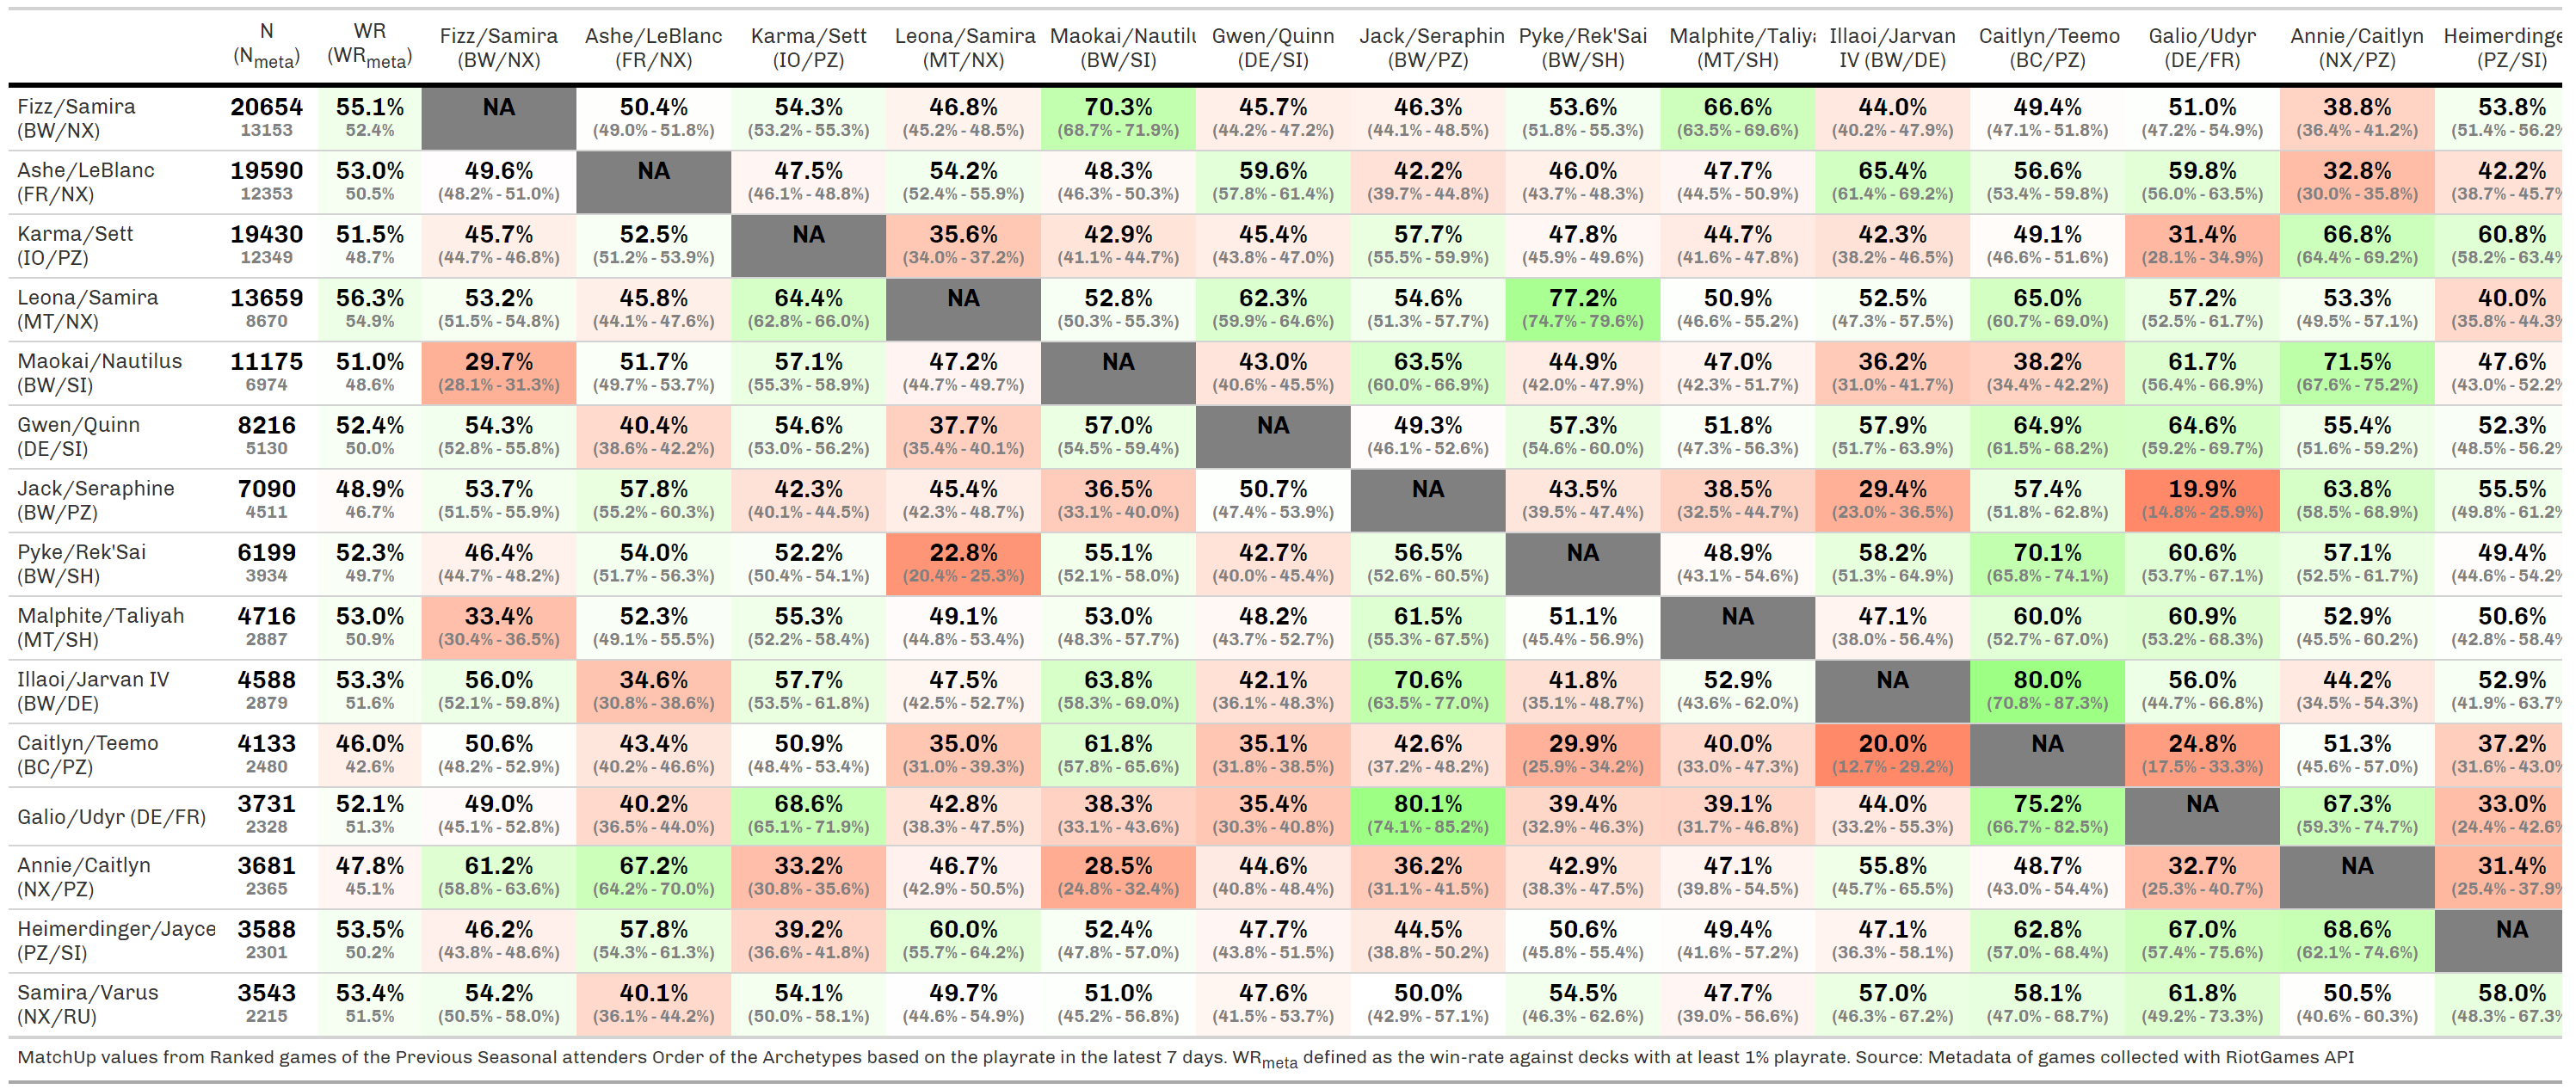 N WR Fizz/Samira Ashe/LeBlanc Karma/Sett Leona/Samira Maokai/Nautilu Gwen/Quinn Jack/Seraphin Pyke/Rek'Sai Malphite/Taliya Illaoi/Jarvan Caitlyn/Teemo Galio/Udyr Annie/Caitlyn Heimerdinge
(Nmeta) (WRmeta) (BW/NX) (FR/NX) (IO/PZ) (MT/NX) (BW/SI) (DE/SI) (BW/PZ) (BW/SH) (MT/SH) IV (BW/DE) (BC/PZ) (DE/FR) (NX/PZ) (PZ/SI)
Fizz/Samira 20654 55.1% NA 50.4% 54.3% 46.8% 70.3% 45.7% 46.3% 53.6% 66.6% 44.0% 49.4% 51.0% 38.8% 53.8%
(BW/NX) 13153 52.4% (49.0% - 51.8%) (53.2% - 55.3%) (45.2% - 48.5%) (68.7% - 71.9%) (44.2% - 47.2%) (44.1% - 48.5%) (51.8% - 55.3%) (63.5% - 69.6%) (40.2% - 47.9%) (47.1% - 51.8%) (47.2% - 54.9%) (36.4% - 41.2%) (51.4% - 56.2%
Ashe/LeBlanc 19590 53.0% 49.6% NA 47.5% 54.2% 48.3% 59.6% 42.2% 46.0% 47.7% 65.4% 56.6% 59.8% 32.8% 42.2%
(FR/NX) 12353 50.5% (48.2% - 51.0%) (46.1% - 48.8%) (52.4% - 55.9%) (46.3% - 50.3%) (57.8% - 61.4%) (39.7% - 44.8%) (43.7% - 48.3%) (44.5% - 50.9%) (61.4% - 69.2%) (53.4% - 59.8%) (56.0% - 63.5%) (30.0% - 35.8%) (38.7% - 45.7%
Karma/Sett 19430 51.5% 45.7% 52.5% NA 35.6% 42.9% 45.4% 57.7% 47.8% 44.7% 42.3% 49.1% 31.4% 66.8% 60.8%
(IO/PZ) 12349 48.7% (44.7% - 46.8%) (51.2% - 53.9%) (34.0% - 37.2%) (41.1% - 44.7%) (43.8% - 47.0%) (55.5% - 59.9%) (45.9% - 49.6%) (41.6% - 47.8%) (38.2% - 46.5%) (46.6% - 51.6%) (28.1% - 34.9%) (64.4% - 69.2%) (58.2% - 63.4%
Leona/Samira 13659 56.3% 53.2% 45.8% 64.4% NA 52.8% 62.3% 54.6% 77.2% 50.9% 52.5% 65.0% 57.2% 53.3% 40.0%
(MT/NX) 8670 54.9% (51.5% - 54.8%) (44.1% - 47.6%) (62.8% - 66.0%) (50.3% - 55.3%) (59.9% - 64.6%) (51.3% - 57.7%) (74.7% - 79.6%) (46.6% - 55.2%) (47.3% - 57.5%) (60.7% - 69.0%) (52.5% - 61.7%) (49.5% - 57.1%) (35.8% - 44.3%
Maokai/Nautilus 11175 51.0% 29.7% 51.7% 57.1% 47.2% NA 43.0% 63.5% 44.9% 47.0% 36.2% 38.2% 61.7% 71.5% 47.6%
(BW/SI) 6974 48.6% (28.1% - 31.3%) (49.7% - 53.7%) (55.3% - 58.9%) (44.7% - 49.7%) (40.6% - 45.5%) (60.0% - 66.9%) (42.0% - 47.9%) (42.3% - 51.7%) (31.0% - 41.7%) (34.4% - 42.2%) (56.4% - 66.9%) (67.6% - 75.2%) (43.0% - 52.2%
Gwen/Quinn 8216 52.4% 54.3% 40.4% 54.6% 37.7% 57.0% NA 49.3% 57.3% 51.8% 57.9% 64.9% 64.6% 55.4% 52.3%
(DE/SI) 5130 50.0% (52.8% - 55.8%) (38.6% - 42.2%) (53.0% - 56.2%) (35.4% - 40.1%) (54.5% - 59.4%) (46.1% - 52.6%) (54.6% - 60.0%) (47.3% - 56.3%) (51.7% - 63.9%) (61.5% - 68.2%) (59.2% - 69.7%) (51.6% - 59.2%) (48.5% - 56.2%
Jack/Seraphine 7090 48.9% 53.7% 57.8% 42.3% 45.4% 36.5% 50.7% NA 43.5% 38.5% 29.4% 57.4% 19.9% 63.8% 55.5%
(BW/PZ) 4511 46.7% (51.5% - 55.9%) (55.2% - 60.3%) (40.1% - 44.5%) (42.3% - 48.7%) (33.1% - 40.0%) (47.4% - 53.9%) (39.5% - 47.4%) (32.5% - 44.7%) (23.0% - 36.5%) (51.8% - 62.8%) (14.8% - 25.9%) (58.5% - 68.9%) (49.8% - 61.2%
Pyke/Rek'Sai 6199 52.3% 46.4% 54.0% 52.2% 22.8% 55.1% 42.7% 56.5% NA 48.9% 58.2% 70.1% 60.6% 57.1% 49.4%
(BW/SH) 3934 49.7% (44.7% - 48.2%) (51.7% - 56.3%) (50.4% - 54.1%) (20.4% - 25.3%) (52.1% - 58.0%) (40.0% - 45.4%) (52.6% - 60.5%) (43.1% - 54.6%) (51.3% - 64.9%) (65.8% - 74.1%) (53.7% - 67.1%) (52.5% - 61.7%) (44.6% - 54.2%
Malphite/Taliyah 4716 53.0% 33.4% 52.3% 55.3% 49.1% 53.0% 48.2% 61.5% 51.1% NA 47.1% 60.0% 60.9% 52.9% 50.6%
(MT/SH) 2887 50.9% (30.4% - 36.5%) (49.1% - 55.5%) (52.2% - 58.4%) (44.8% - 53.4%) (48.3% - 57.7%) (43.7% - 52.7%) (55.3% - 67.5%) (45.4% - 56.9%) (38.0% - 56.4%) (52.7% - 67.0%) (53.2% - 68.3%) (45.5% - 60.2%) (42.8% - 58.4%
Illaoi/Jarvan IV 4588 53.3% 56.0% 34.6% 57.7% 47.5% 63.8% 42.1% 70.6% 41.8% 52.9% NA 80.0% 56.0% 44.2% 52.9%
(BW/DE) 2879 51.6% (52.1% - 59.8%) (30.8% - 38.6%) (53.5% - 61.8%) (42.5% - 52.7%) (58.3% - 69.0%) (36.1% - 48.3%) (63.5% - 77.0%) (35.1% - 48.7%) (43.6% - 62.0%) (70.8% - 87.3%) (44.7% - 66.8%) (34.5% - 54.3%) (41.9% - 63.7%
Caitlyn/Teemo 4133 46.0% 50.6% 43.4% 50.9% 35.0% 61.8% 35.1% 42.6% 29.9% 40.0% 20.0% NA 24.8% 51.3% 37.2%
(BC/PZ) 2480 42.6% (48.2% - 52.9%) (40.2% - 46.6%) (48.4% - 53.4%) (31.0% - 39.3%) (57.8% - 65.6%) (31.8% - 38.5%) (37.2% - 48.2%) (25.9% - 34.2%) (33.0% - 47.3%) (12.7% - 29.2%) (17.5% - 33.3%) (45.6% - 57.0%) (31.6% - 43.0%
Galio/Udyr (DE/FR) 3731 52.1% 49.0% 40.2% 68.6% 42.8% 38.3% 35.4% 80.1% 39.4% 39.1% 44.0% 75.2% NA 67.3% 33.0%
2328 51.3% (45.1% - 52.8%) (36.5% - 44.0%) (65.1% - 71.9%) (38.3% - 47.5%) (33.1% - 43.6%) (30.3% - 40.8%) (74.1% - 85.2%) (32.9% - 46.3%) (31.7% - 46.8%) (33.2% - 55.3%) (66.7% - 82.5%) (59.3% - 74.7%) (24.4% - 42.6%
Annie/Caitlyn 3681 47.8% 61.2% 67.2% 33.2% 46.7% 28.5% 44.6% 36.2% 42.9% 47.1% 55.8% 48.7% 32.7% NA 31.4%
(NX/PZ) 2365 45.1% (58.8% - 63.6%) (64.2% - 70.0%) (30.8% - 35.6%) (42.9% - 50.5%) (24.8% - 32.4%) (40.8% - 48.4%) (31.1% - 41.5%) (38.3% - 47.5%) (39.8% - 54.5%) (45.7% - 65.5%) (43.0% - 54.4%) (25.3% - 40.7%) (25.4% - 37.9%
Heimerdinger/Jayce 3588 53.5% 46.2% 57.8% 39.2% 60.0% 52.4% 47.7% 44.5% 50.6% 49.4% 47.1% 62.8% 67.0% 68.6% NA
(PZ/SI) 2301 50.2% (43.8% - 48.6%) (54.3% - 61.3%) (36.6% - 41.8%) (55.7% - 64.2%) (47.8% - 57.0%) (43.8% - 51.5%) (38.8% - 50.2%) (45.8% - 55.4%) (41.6% - 57.2%) (36.3% - 58.1%) (57.0% - 68.4%) (57.4% - 75.6%) (62.1% - 74.6%)
Samira/Varus 3543 53.4% 54.2% 40.1% 54.1% 49.7% 51.0% 47.6% 50.0% 54.5% 47.7% 57.0% 58.1% 61.8% 50.5% 58.0%
(NX/RU) 2215 51.5% (50.5% - 58.0%) (36.1% - 44.2%) (50.0% - 58.1%) (44.6% - 54.9%) (45.2% - 56.8%) (41.5% - 53.7%) (42.9% - 57.1%) (46.3% - 62.6%) (39.0% - 56.6%) (46.3% - 67.2%) (47.0% - 68.7%) (49.2% - 73.3%) (40.6% - 60.3%) (48.3% - 67.3%
MatchUp values from Ranked games of the Previous Seasonal attenders Order of the Archetypes based on the playrate in the latest 7 days. WRmeta defined as the win-rate against decks with at least 1% playrate. Source: Metadata of games collected with RiotGames API